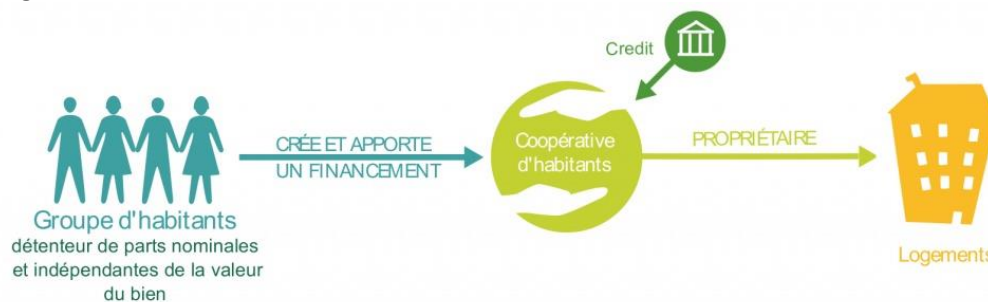 Credit
CRÉE ET APPORTE
UN FINANCEMENT
Coopérative
d'habitants
PROPRIÉTAIRE
Groupe d'habitants
détenteur de parts nominales
et indépendantes de la valeur
du bien
Logements